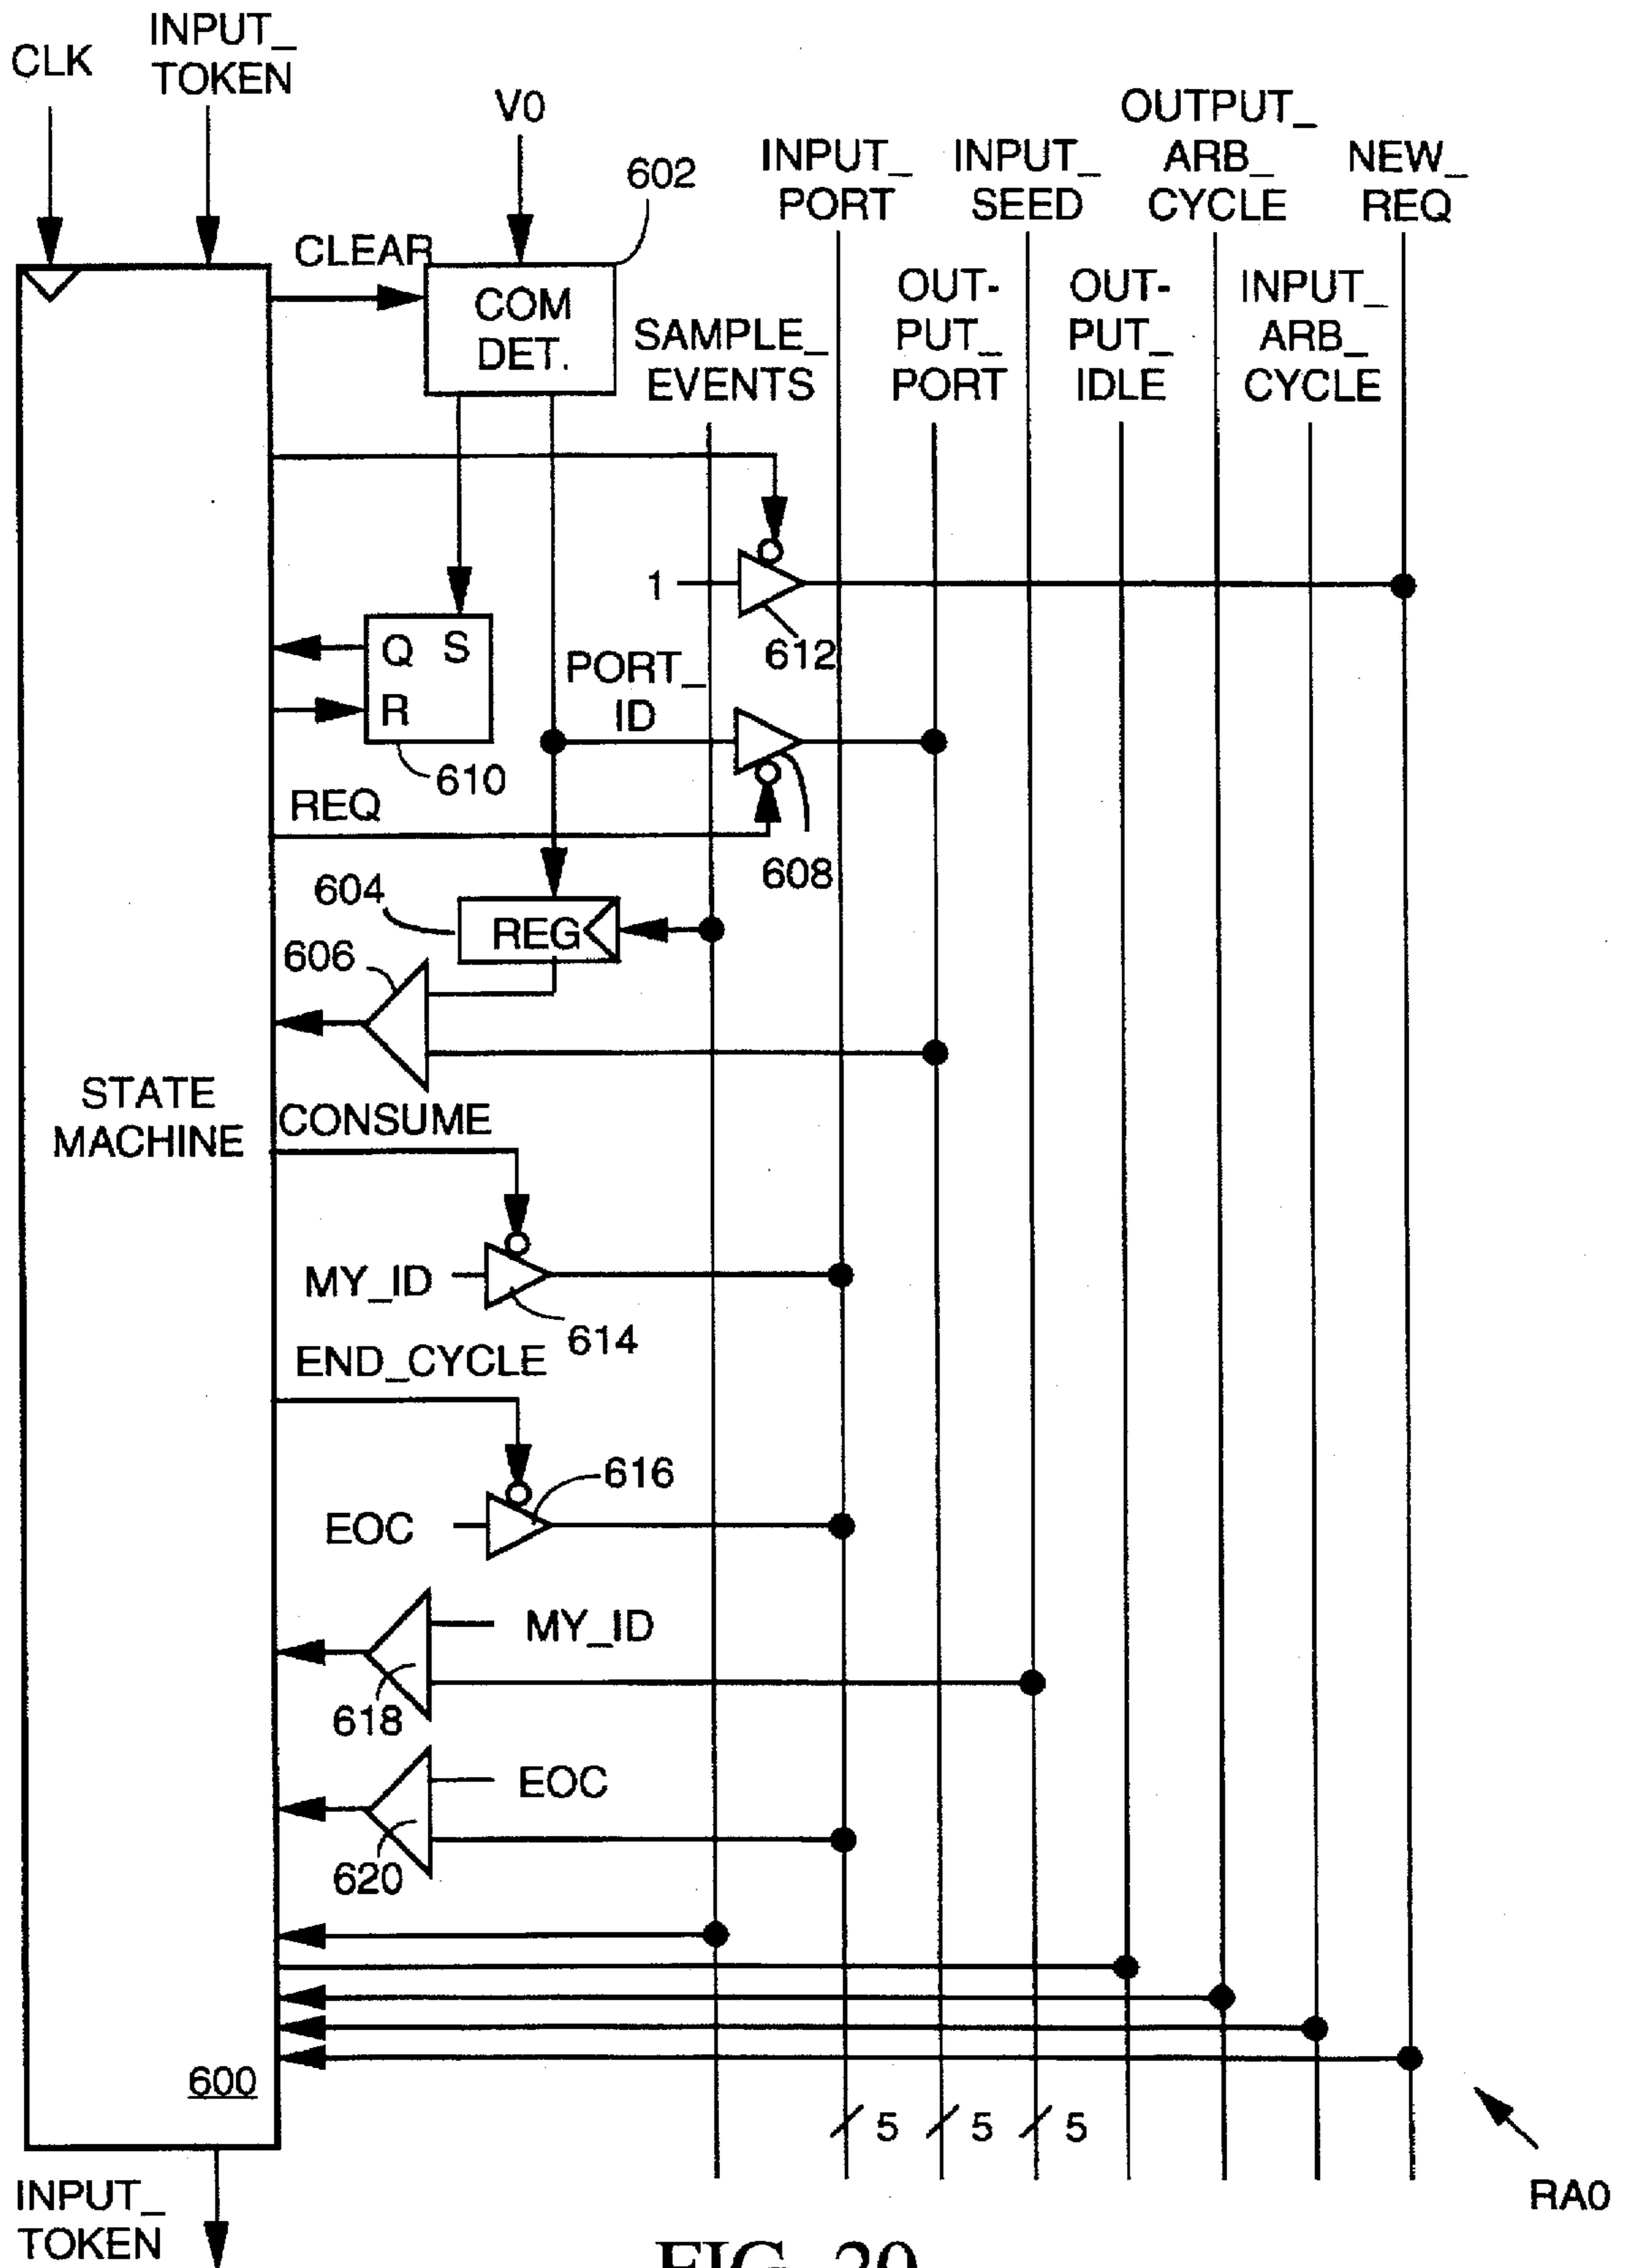 CLK
INPUT_
TOKEN
V0
602
INPUT_
PORT
INPUT_
SEED
OUTPUT_
ARB_
CYCLE
NEW_
REQ
CLEAR
COM
DET.
SAMPLE_
EVENTS
OUT-
PUT_
PORT
OUT-
PUT_
IDLE
INPUT_
ARB_
CYCLE
1
612
Q S
R
610
PORT_
ID
REQ
608
604
REG
606
STATE
MACHINE
CONSUME
MY_ID
614
END_CYCLE
616
EOC
MY_ID
618
EOC
620
600
5 5 5
RA0
INPUT_
TOKEN
FIG. 20